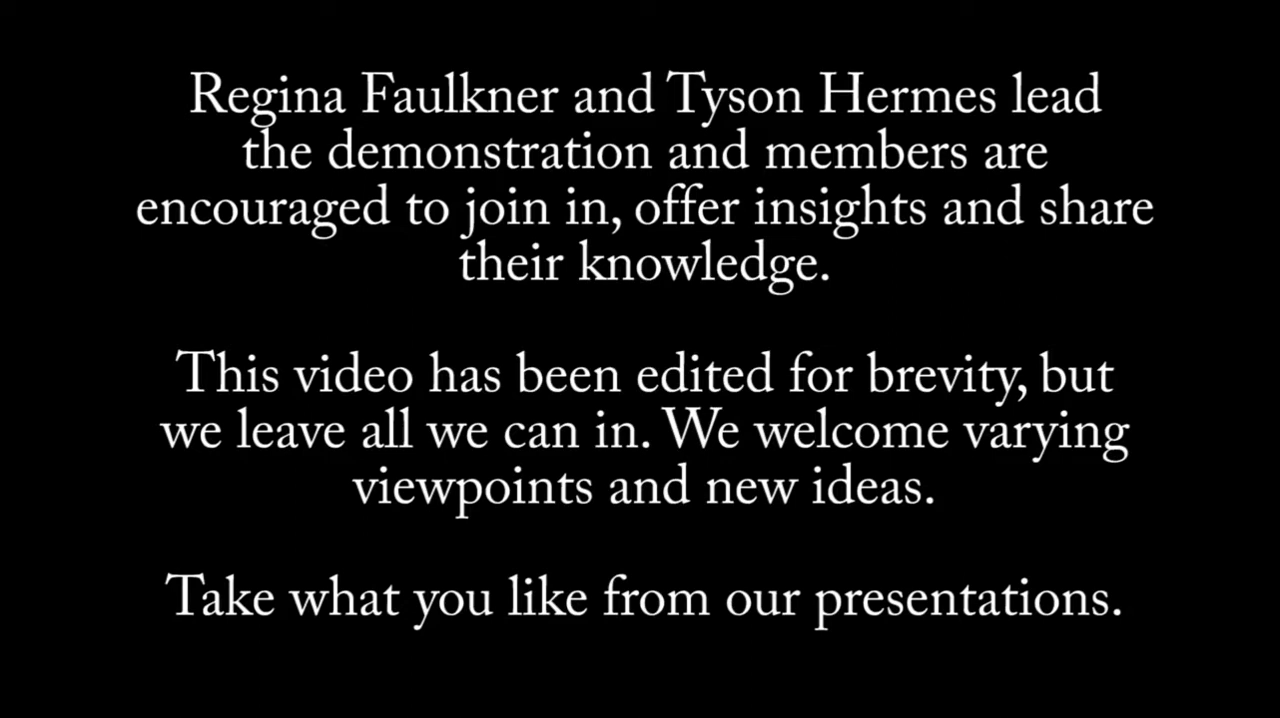 Regina Faulkner and Tyson Hermes lead
the demonstration and members are
encouraged to join in, offer insights and share
their knowledge.
This video has been edited for brevity, but
we leave all we can in. We welcome varying
viewpoints and new ideas.
Take what you like from our presentations.